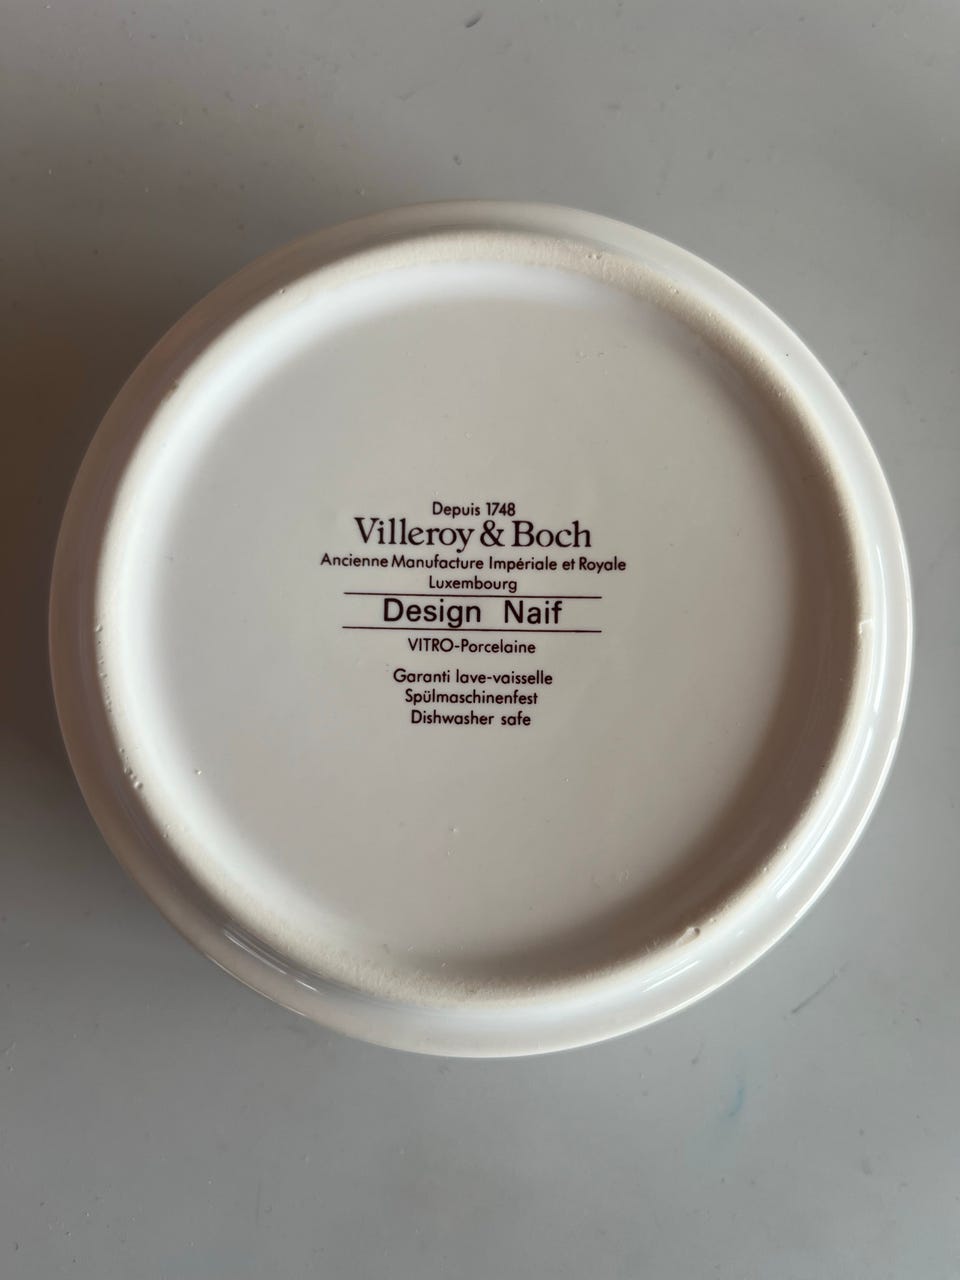 Depuis 1748
Villeroy & Boch
Ancienne Manufacture Impériale et Royale
Luxembourg
Design Naif
VITRO-Porcelaine
Garanti lave-vaisselle
Spülmaschinenfest
Dishwasher safe